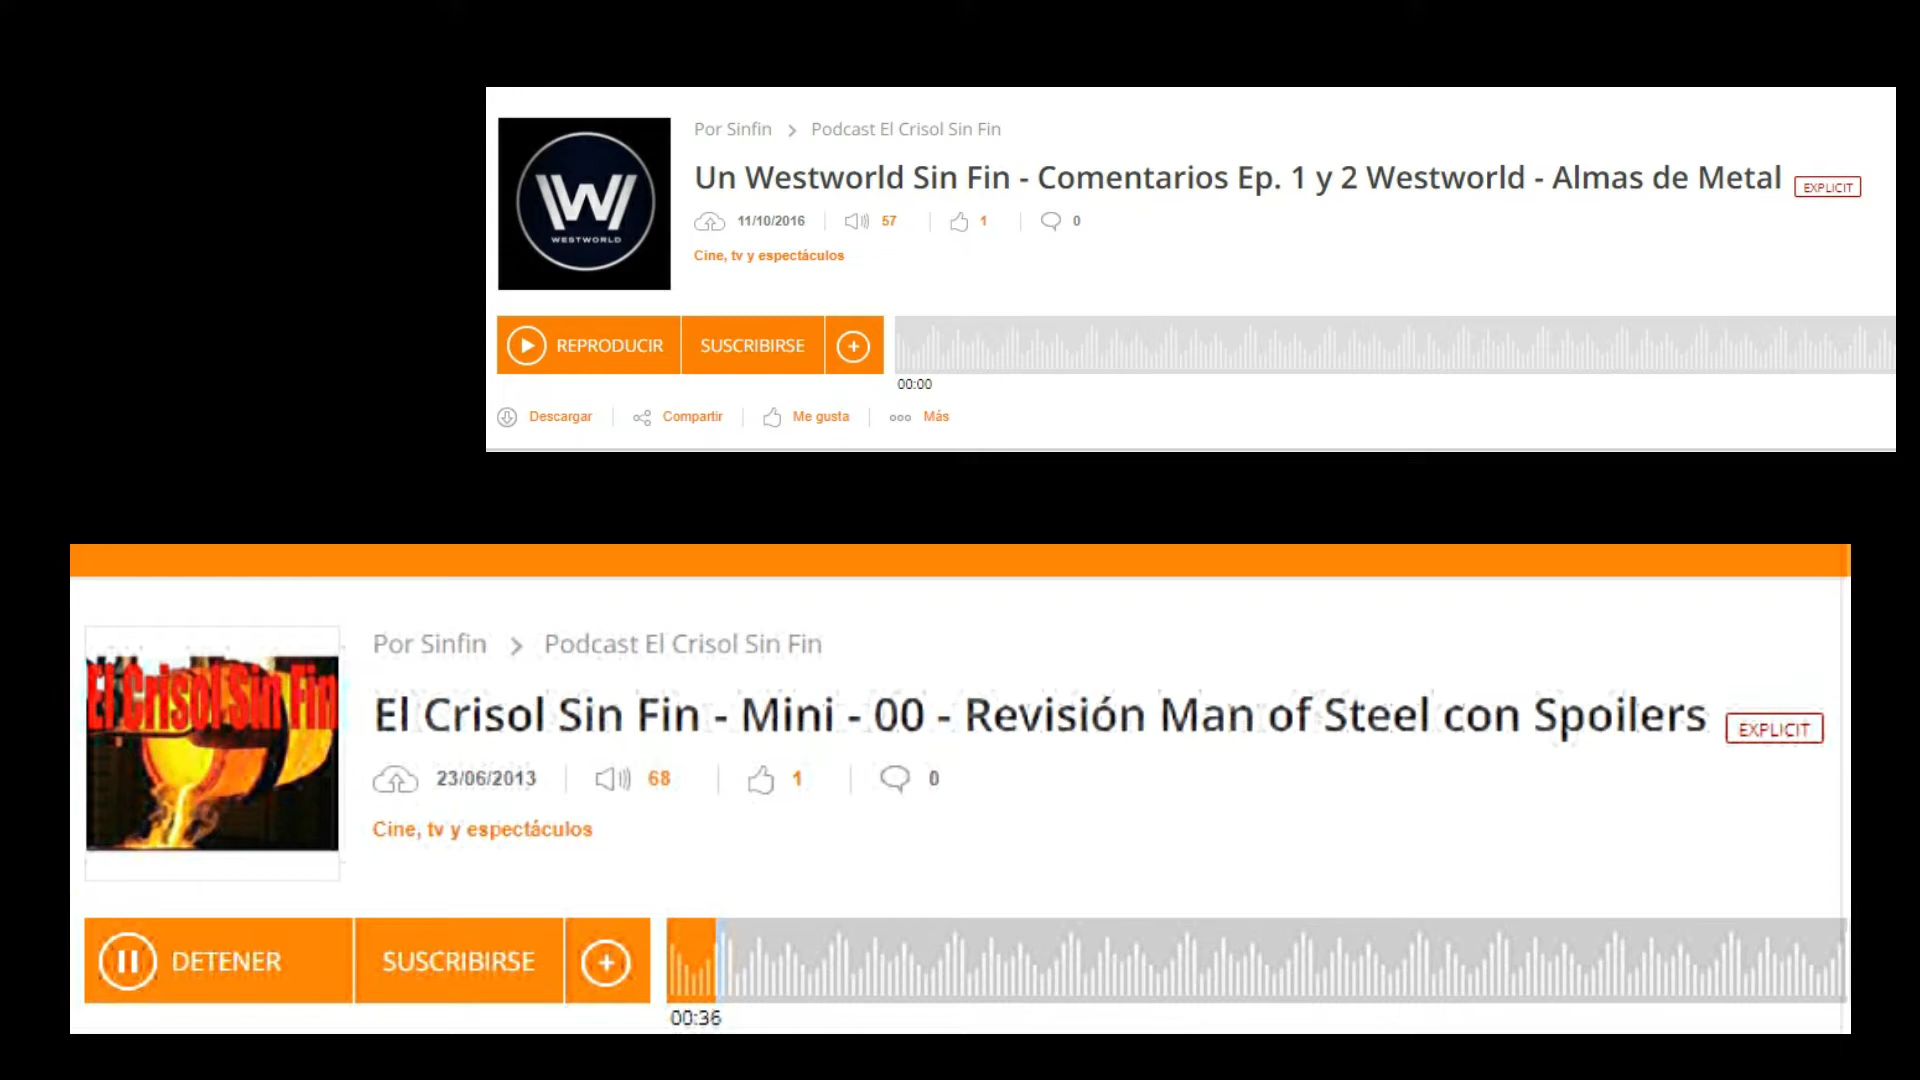 Por Sinfin > Podcast El Crisol Sin Fin
Un Westworld Sin Fin - Comentarios Ep. 1 y 2 Westworld - Almas de Metal EXPLICIT
WESTWORLD
11/10/2016 57 1 0
Cine, tv y espectáculos
REPRODUCIR SUSCRIBIRSE +
00:00
Descargar Compartir Me gusta Más
Por Sinfin > Podcast El Crisol Sin Fin
El Crisol Sin Fin
El Crisol Sin Fin - Mini - 00 - Revisión Man of Steel con Spoilers EXPLICIT
23/06/2013 68 1 0
Cine, tv y espectáculos
DETENER SUSCRIBIRSE +
00:36